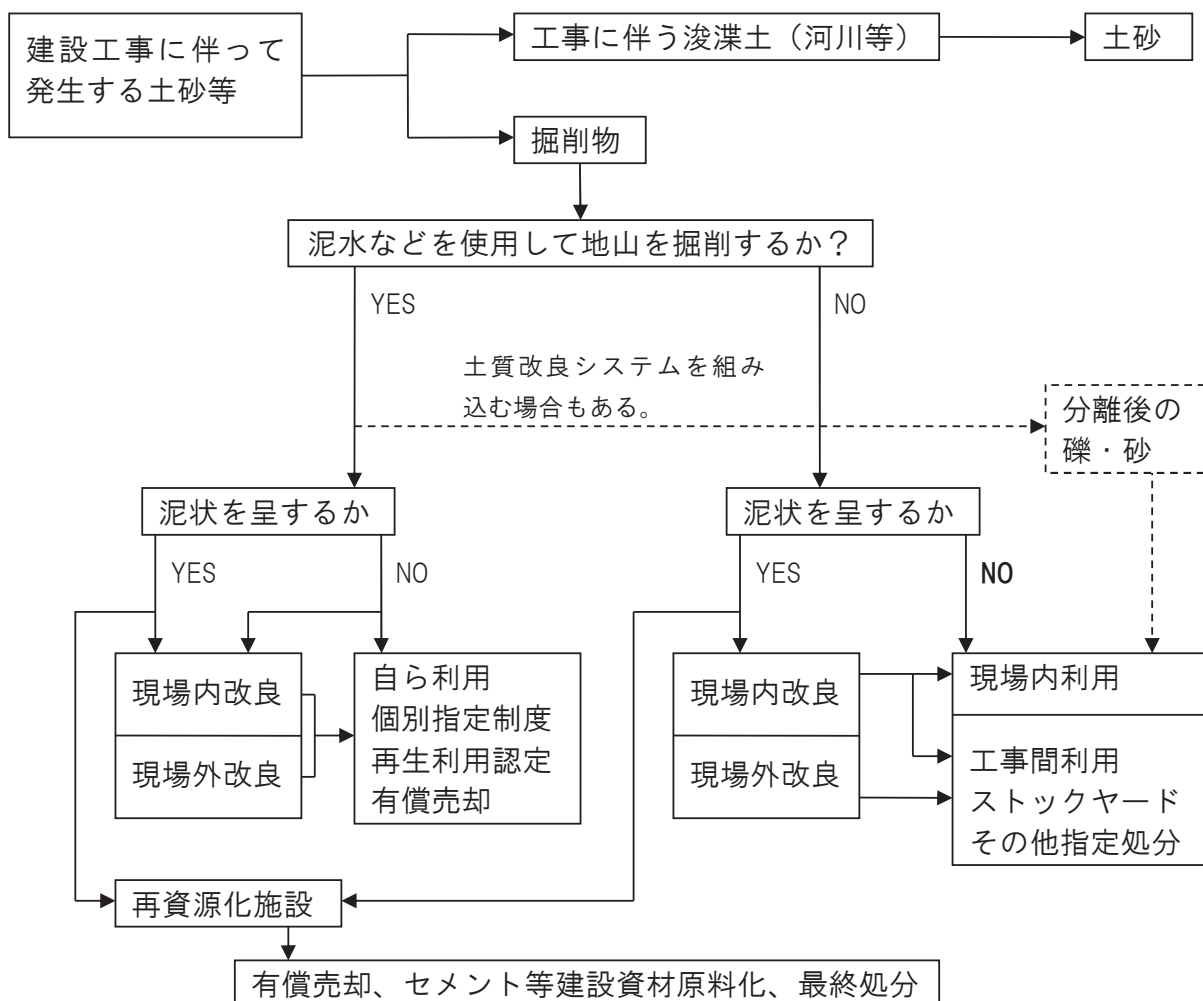 建設工事に伴って
発生する土砂等
工事に伴う浚渫土（河川等）
土砂
掘削物
泥水などを使用して地山を掘削するか？
YES
NO
土質改良システムを組み
込む場合もある。
分離後の
礫・砂
泥状を呈するか
泥状を呈するか
YES
NO
YES
NO
現場内改良
現場外改良
自ら利用
個別指定制度
再生利用認定
有償売却
現場内改良
現場外改良
現場内利用
工事間利用
ストックヤード
その他指定処分
再資源化施設
有償売却、セメント等建設資材原料化、最終処分